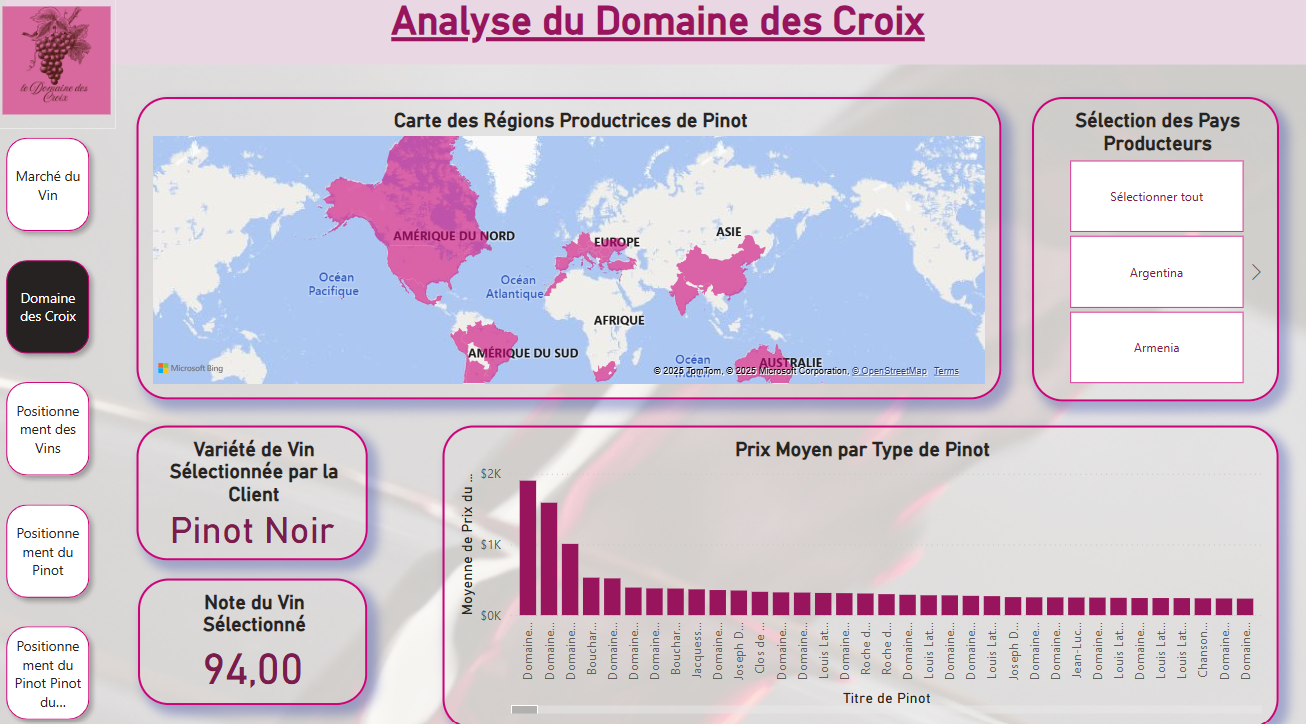 Analyse du Domaine des Croix
le Domaine des
Croix
Marché du
Vin
Domaine
des Croix
Positionne
ment des
Vins
Positionne
ment du
Pinot
Positionne
ment du
Pinot Pinot
du...
Carte des Régions Productrices de Pinot
AMÉRIQUE DU NORD
EUROPE
ASIE
Océan
Pacifique
Océan
Atlantique
AFRIQUE
AMÉRIQUE DU SUD
Océan
Indien
AUSTRALIE
Microsoft Bing
© 2025 TomTom, © 2025 Microsoft Corporation, © OpenStreetMap Terms
Sélection des Pays
Producteurs
Sélectionner tout
Argentina
Armenia
Variété de Vin
Sélectionnée par la
Client
Pinot Noir
Note du Vin
Sélectionné
94,00
Prix Moyen par Type de Pinot
Moyenne de Prix du ...
$2K
$1K
$0K
Domaine...
Domaine...
Domaine...
Bouchar...
Domaine...
Domaine...
Domaine...
Bouchar...
Jacquess...
Domaine...
Joseph D...
Clos de ...
Domaine...
Domaine...
Louis Lat...
Domaine...
Roche d...
Roche d...
Domaine...
Louis Lat...
Domaine...
Domaine...
Louis Lat...
Joseph D...
Domaine...
Domaine...
Jean-Luc...
Domaine...
Louis Lat...
Domaine...
Louis Lat...
Louis Lat...
Chanson...
Domaine...
Domaine...
Titre de Pinot